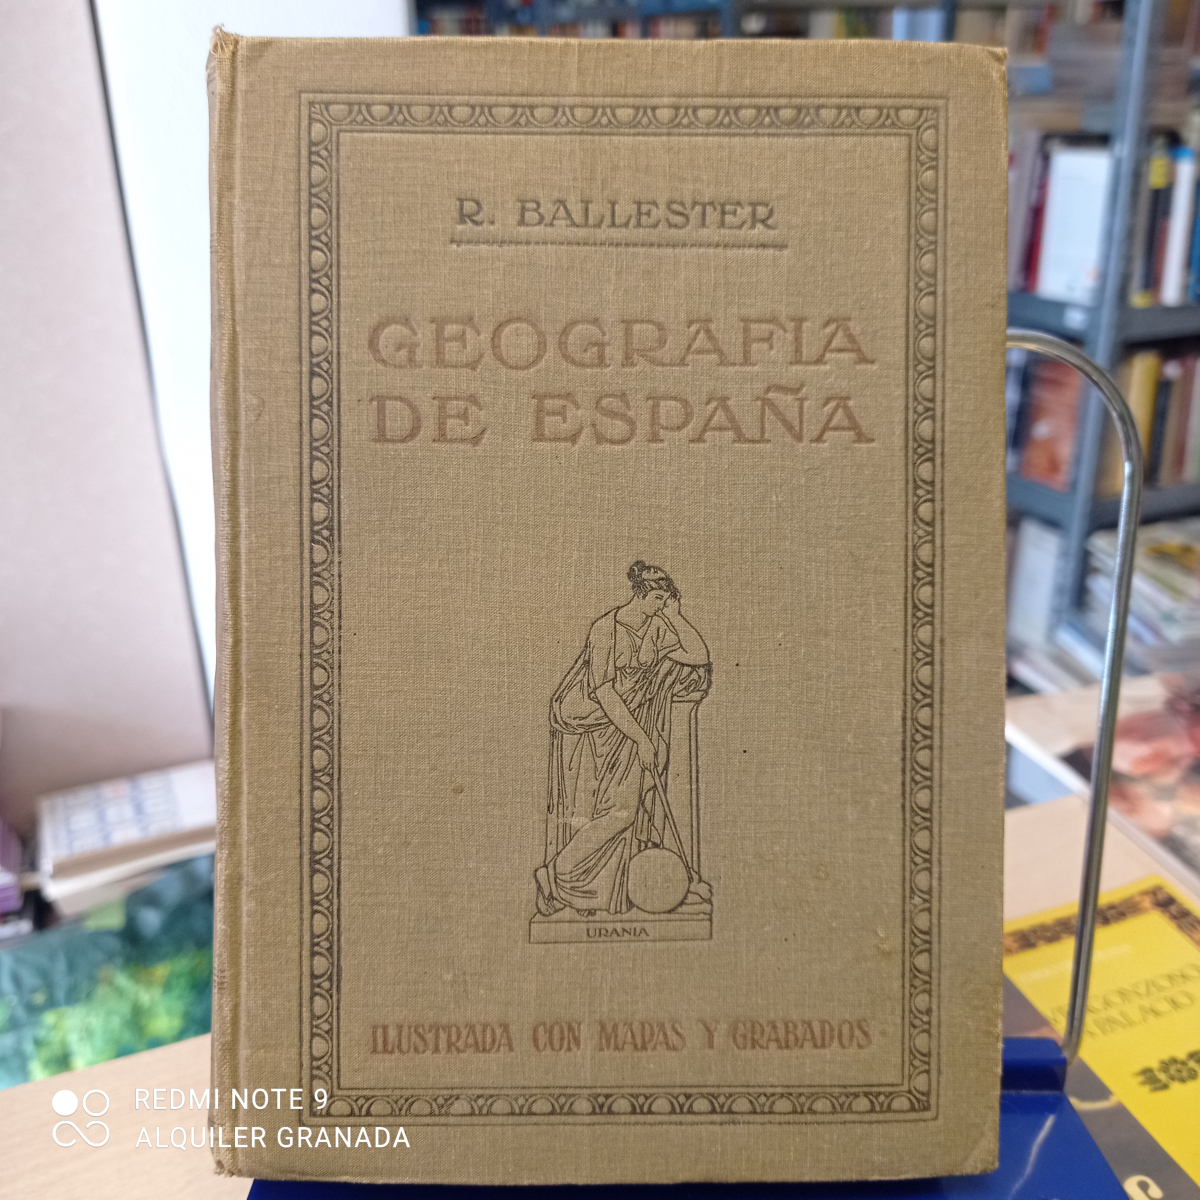 R. BALLESTER
GEOGRAFIA
DE ESPAÑA
URANIA
ILUSTRADA CON MAPAS Y GRABADOS
REDMI NOTE 9
ALQUILER GRANADA